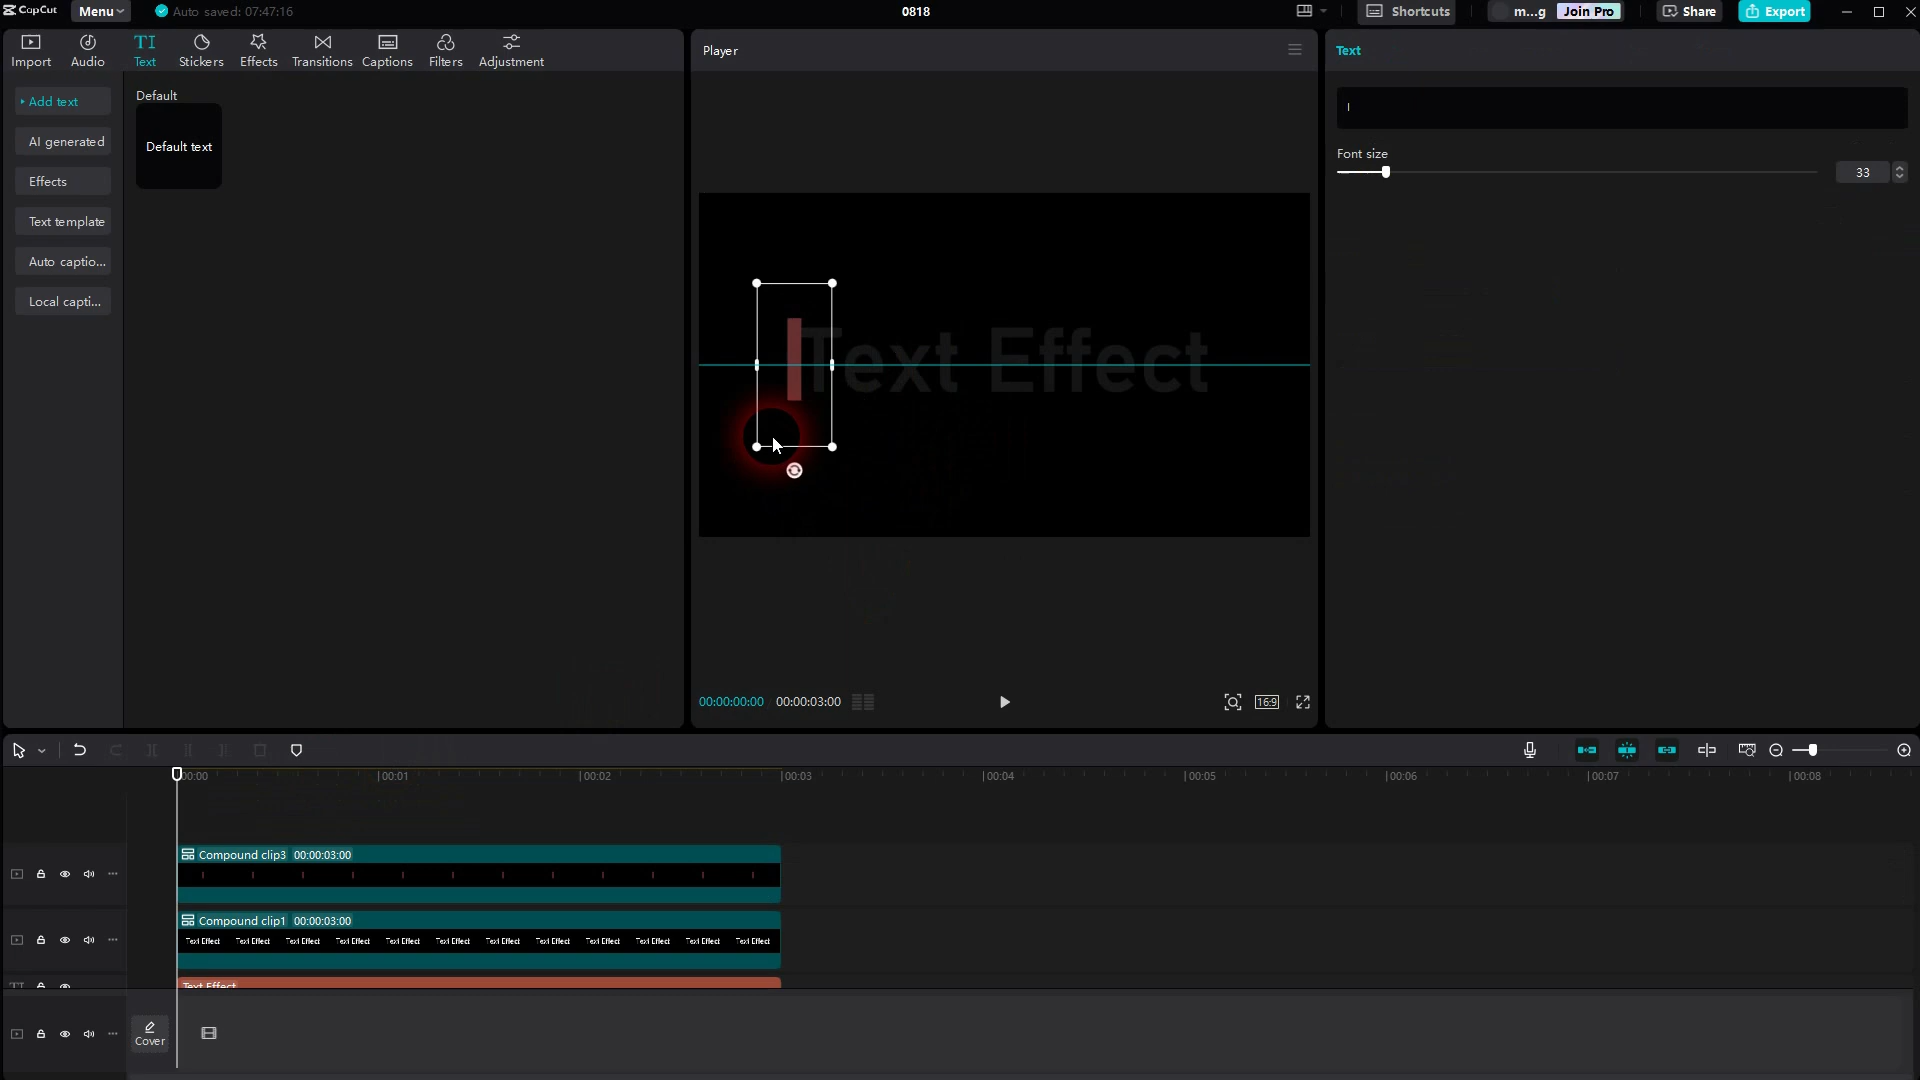 CapCut Menu Auto saved: 07:47:16 0818 Shortcuts m...g Join Pro Share Export
Import Audio TI Text Stickers Effects Transitions Captions Filters Adjustment
Add text
AI generated
Effects
Text template
Auto captio...
Local capti...
Default
Default text
Player
Text Effect
00:00:00:00 00:00:03:00 16:9
Text
I
Font size
33
00:00 00:01 00:02 00:03 00:04 00:05 00:06 00:07 00:08
Compound clip3 00:00:03:00
Compound clip1 00:00:03:00
Text Effect Text Effect Text Effect Text Effect Text Effect Text Effect Text Effect Text Effect Text Effect Text Effect Text Effect Text Effect
TI Text Effect
Cover